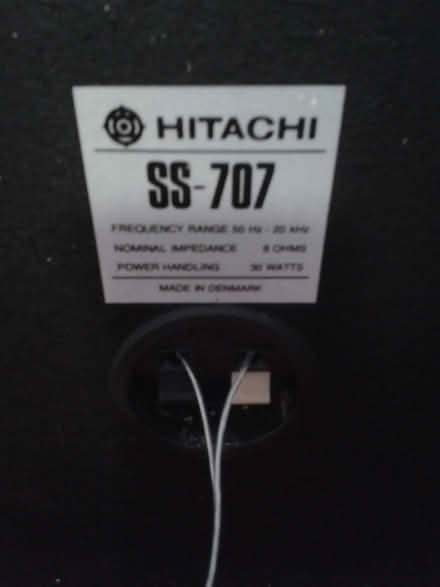 HITACHI
SS-707
FREQUENCY RANGE 50 Hz - 20 kHz
NOMINAL IMPEDANCE 8 OHMS
POWER HANDLING 30 WATTS
MADE IN DENMARK